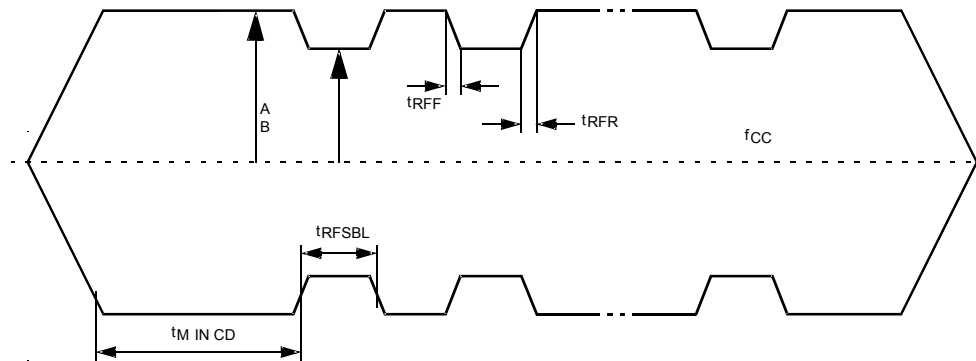 tRFF
A
B
tRFR
fCC
tRFSBL
tM IN CD